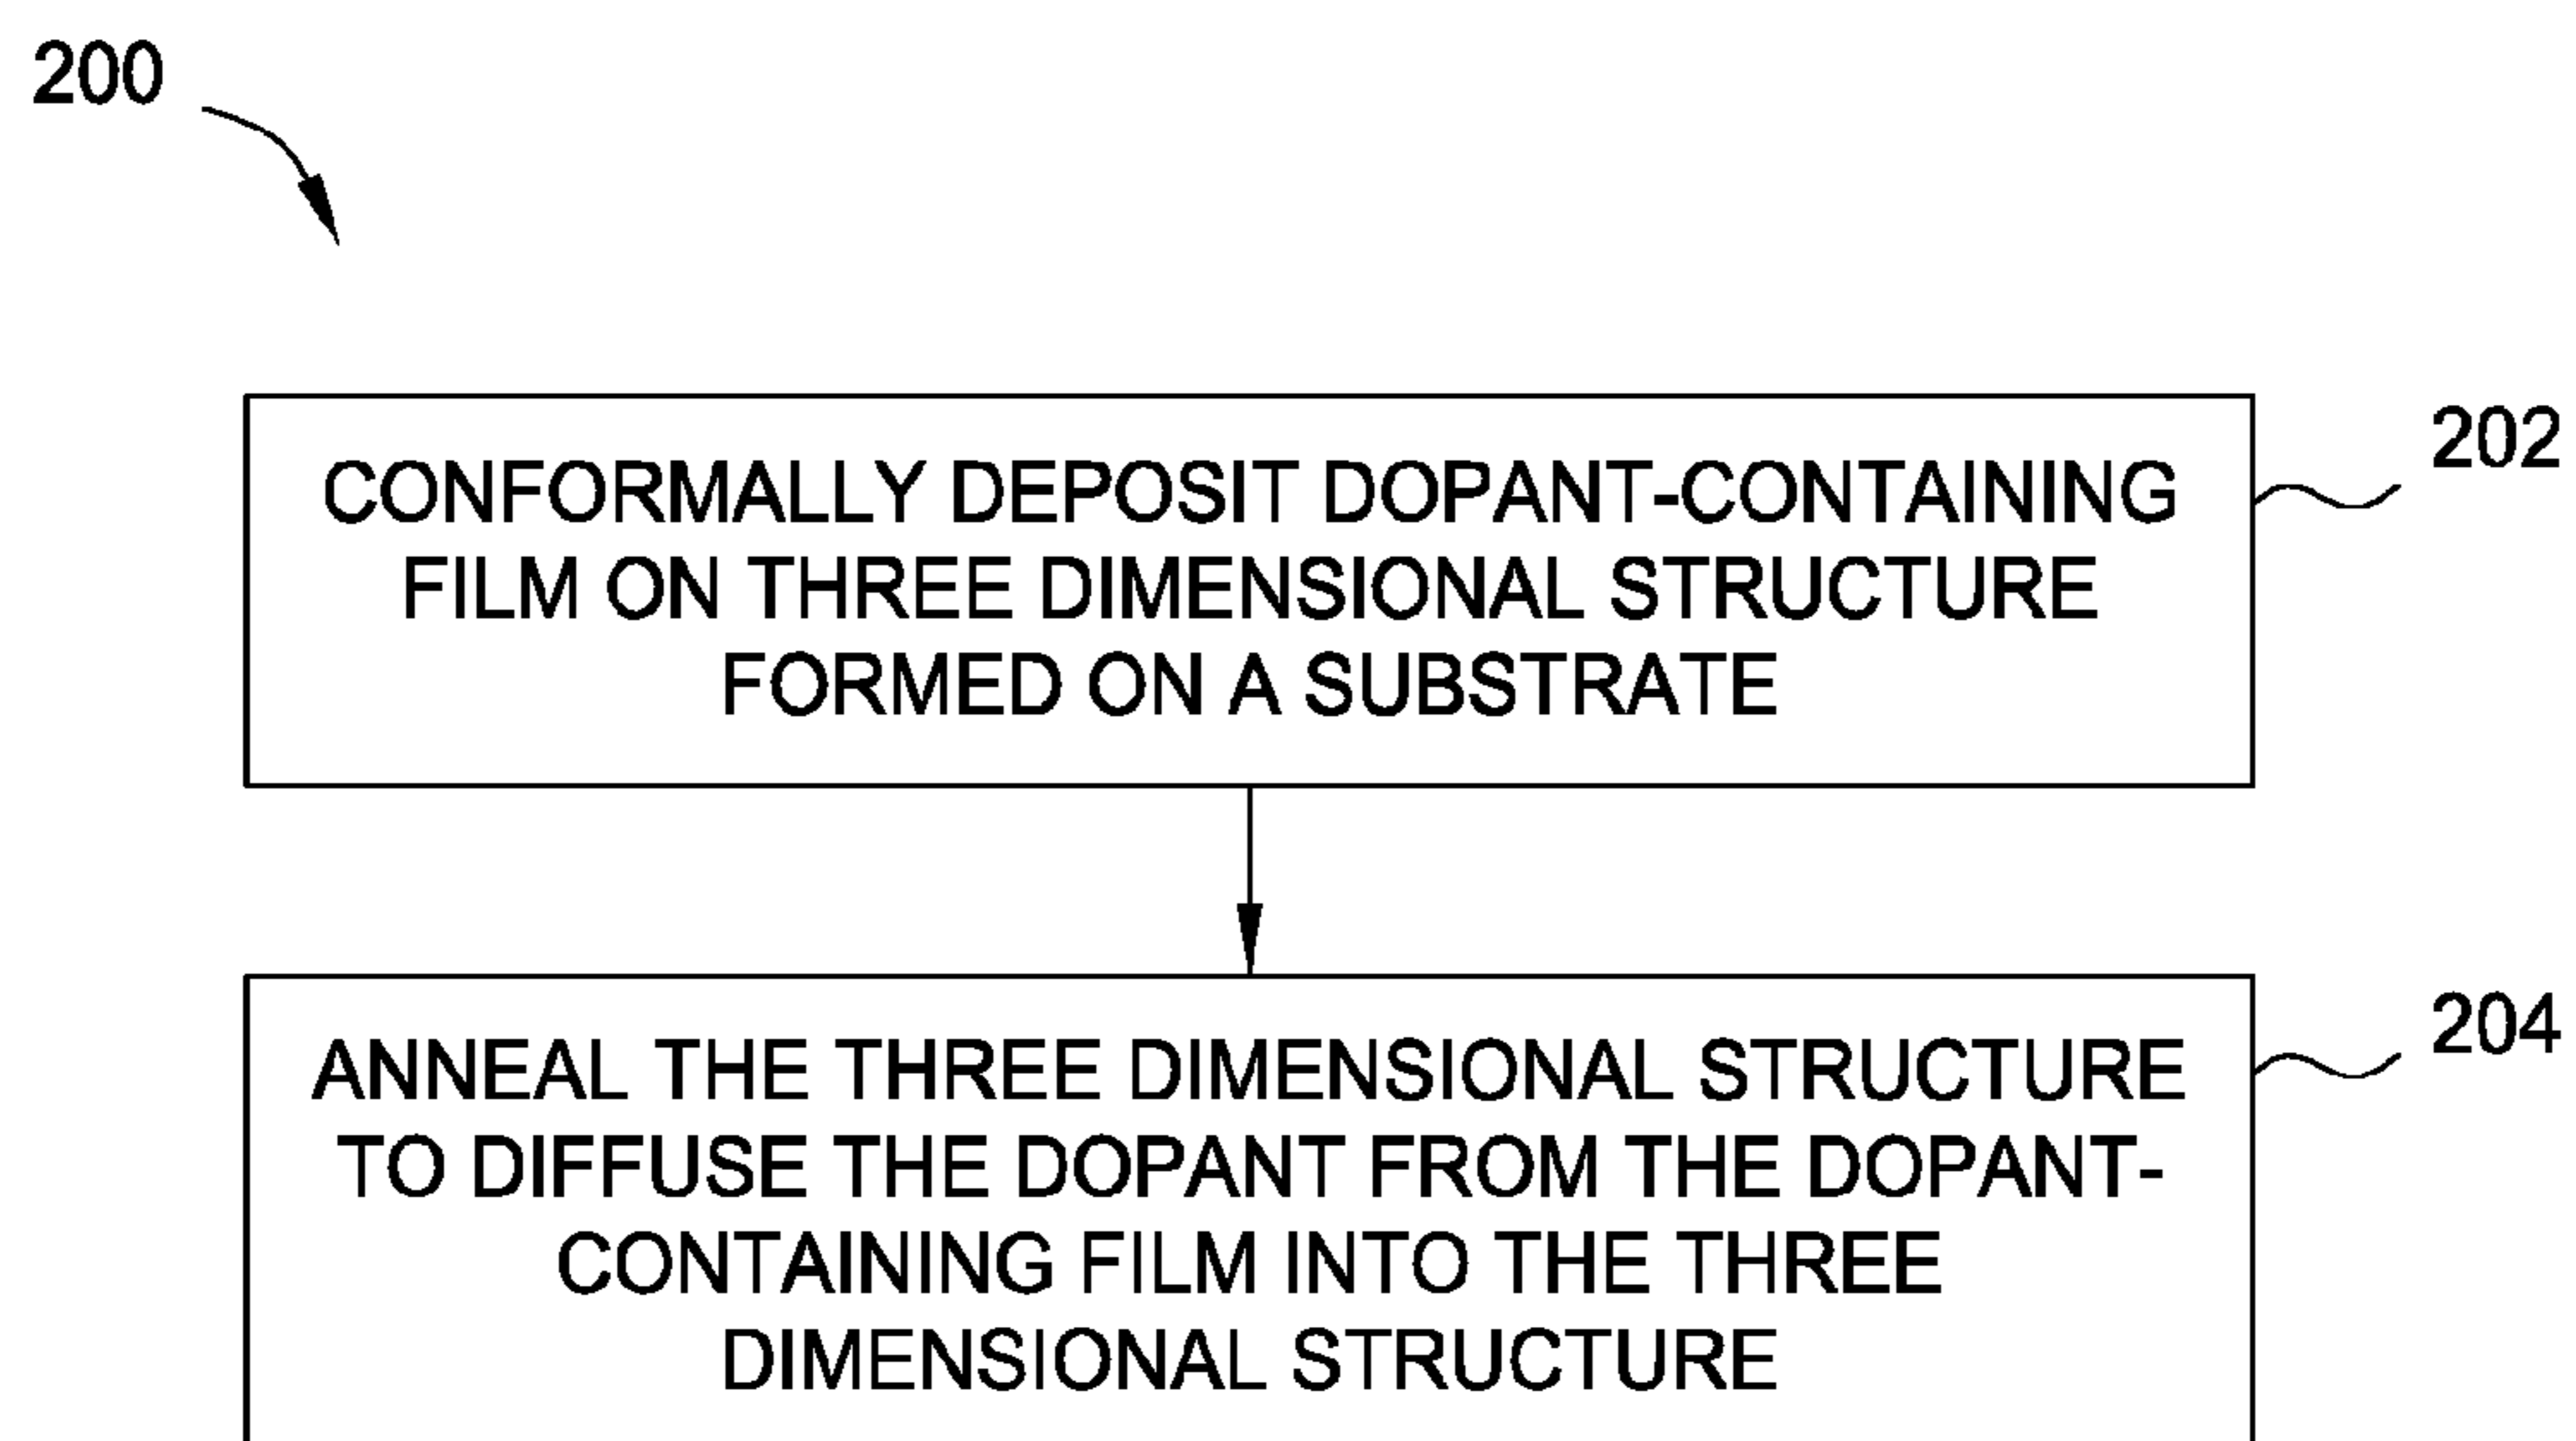 200
CONFORMALLY DEPOSIT DOPANT-CONTAINING
FILM ON THREE DIMENSIONAL STRUCTURE
FORMED ON A SUBSTRATE
202
ANNEAL THE THREE DIMENSIONAL STRUCTURE
TO DIFFUSE THE DOPANT FROM THE DOPANT-
CONTAINING FILM INTO THE THREE
DIMENSIONAL STRUCTURE
204